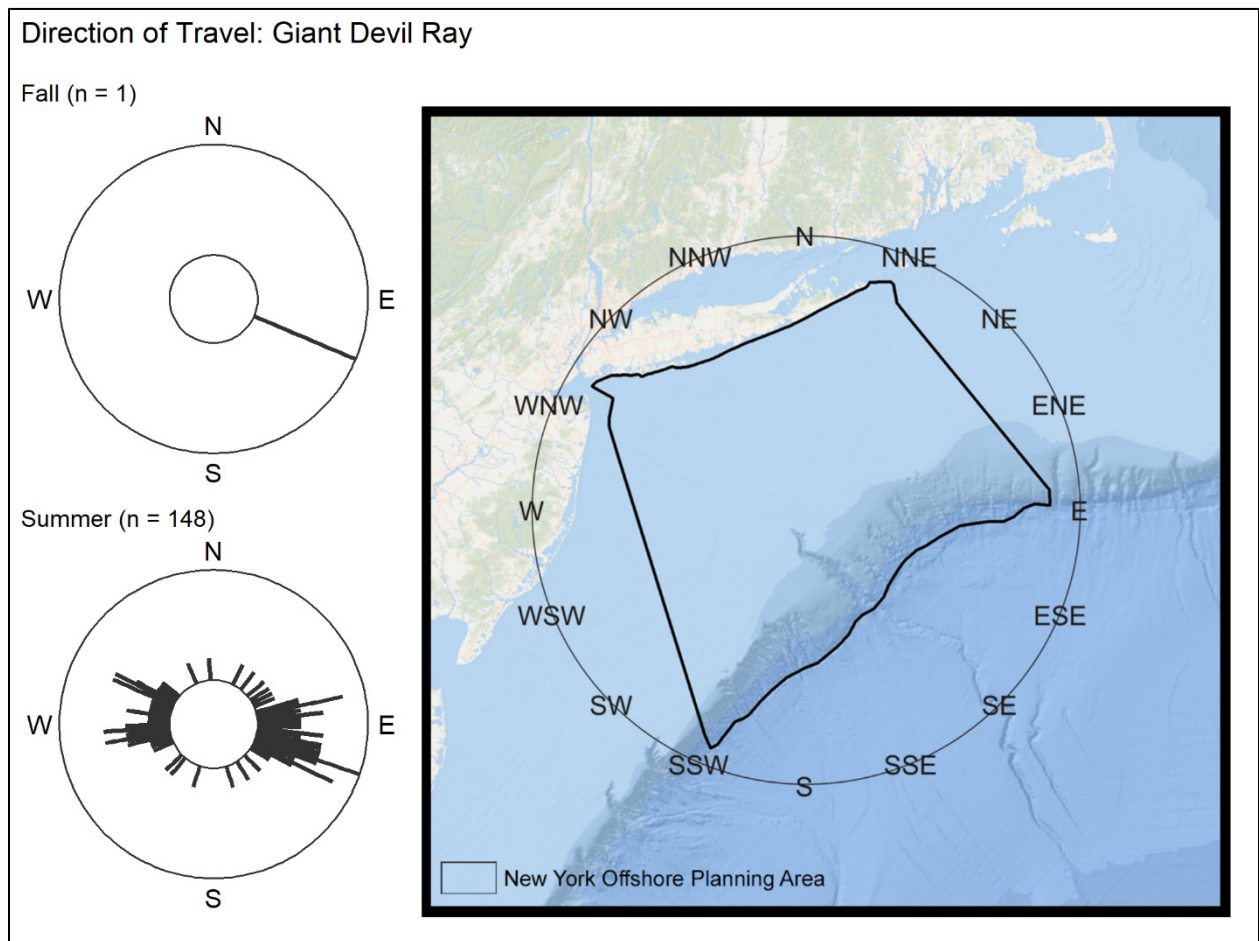 Direction of Travel: Giant Devil Ray
Fall (n = 1)
N
W
E
S
Summer (n = 148)
N
W
E
S
N
NNW
NNE
NW
NE
WNW
ENE
W
E
WSW
ESE
SW
SE
SSW
SSE
S
New York Offshore Planning Area